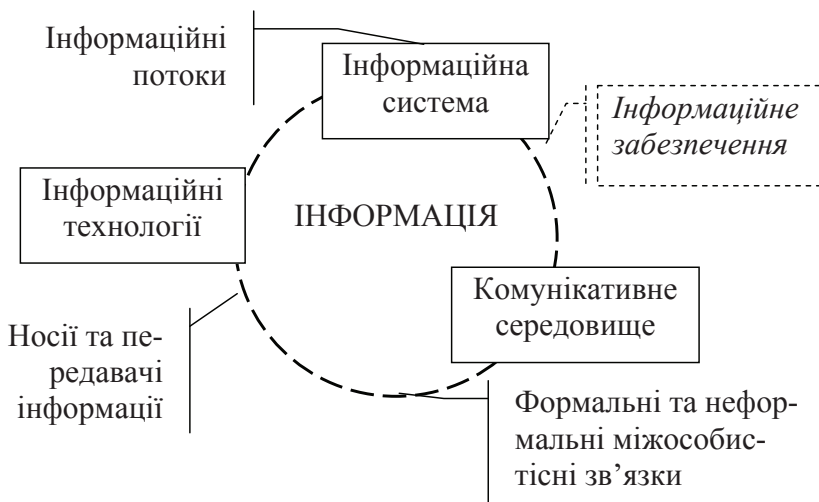 Інформаційні
потоки
Інформаційна
система
Інформаційне
забезпечення
Інформаційні
технології
ІНФОРМАЦІЯ
Комунікативне
середовище
Носії та пе-
редавачі
інформації
Формальні та нефор-
мальні міжособис-
тісні зв’язки